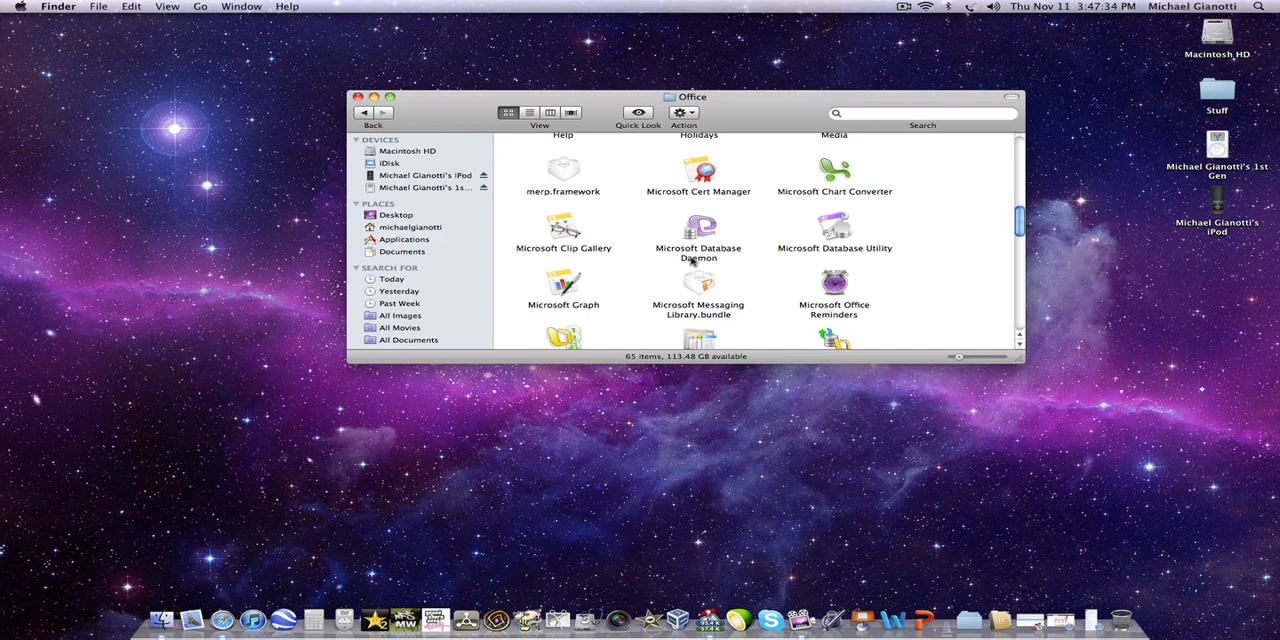 Finder File Edit View Go Window Help
Thu Nov 11 3:47:34 PM Michael Gianotti
Macintosh HD
Stuff
Michael Gianotti's 1st
Gen
Michael Gianotti's
iPod
Office
Back
View
Quick Look
Action
Search
DEVICES
Macintosh HD
iDisk
Michael Gianotti's iPod
Michael Gianotti's 1s...
PLACES
Desktop
michaelgianotti
Applications
Documents
SEARCH FOR
Today
Yesterday
Past Week
All Images
All Movies
All Documents
Help Holidays Media
merp.framework Microsoft Cert Manager Microsoft Chart Converter
Microsoft Clip Gallery Microsoft Database Daemon Microsoft Database Utility
Microsoft Graph Microsoft Messaging Library.bundle Microsoft Office Reminders
65 items, 113.48 GB available